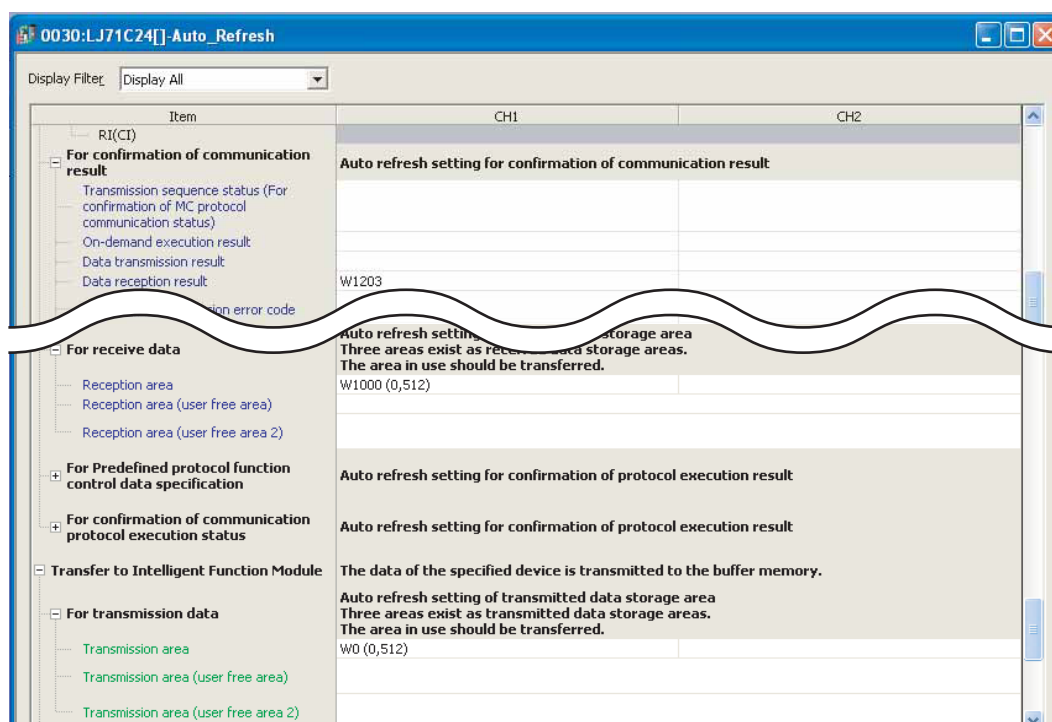 0030:LJ71C24[]-Auto_Refresh
Display Filter Display All
Item CH1 CH2
RI(CI)
For confirmation of communication
result
Auto refresh setting for confirmation of communication result
Transmission sequence status (For
confirmation of MC protocol
communication status)
On-demand execution result
Data transmission result
Data reception result W1203
error code
For receive data
Auto refresh setting storage area
Three areas exist as received data storage areas.
The area in use should be transferred.
Reception area W1000 (0,512)
Reception area (user free area)
Reception area (user free area 2)
For Predefined protocol function
control data specification
Auto refresh setting for confirmation of protocol execution result
For confirmation of communication
protocol execution status
Auto refresh setting for confirmation of protocol execution result
Transfer to Intelligent Function Module The data of the specified device is transmitted to the buffer memory.
For transmission data
Auto refresh setting of transmitted data storage area
Three areas exist as transmitted data storage areas.
The area in use should be transferred.
Transmission area W0 (0,512)
Transmission area (user free area)
Transmission area (user free area 2)